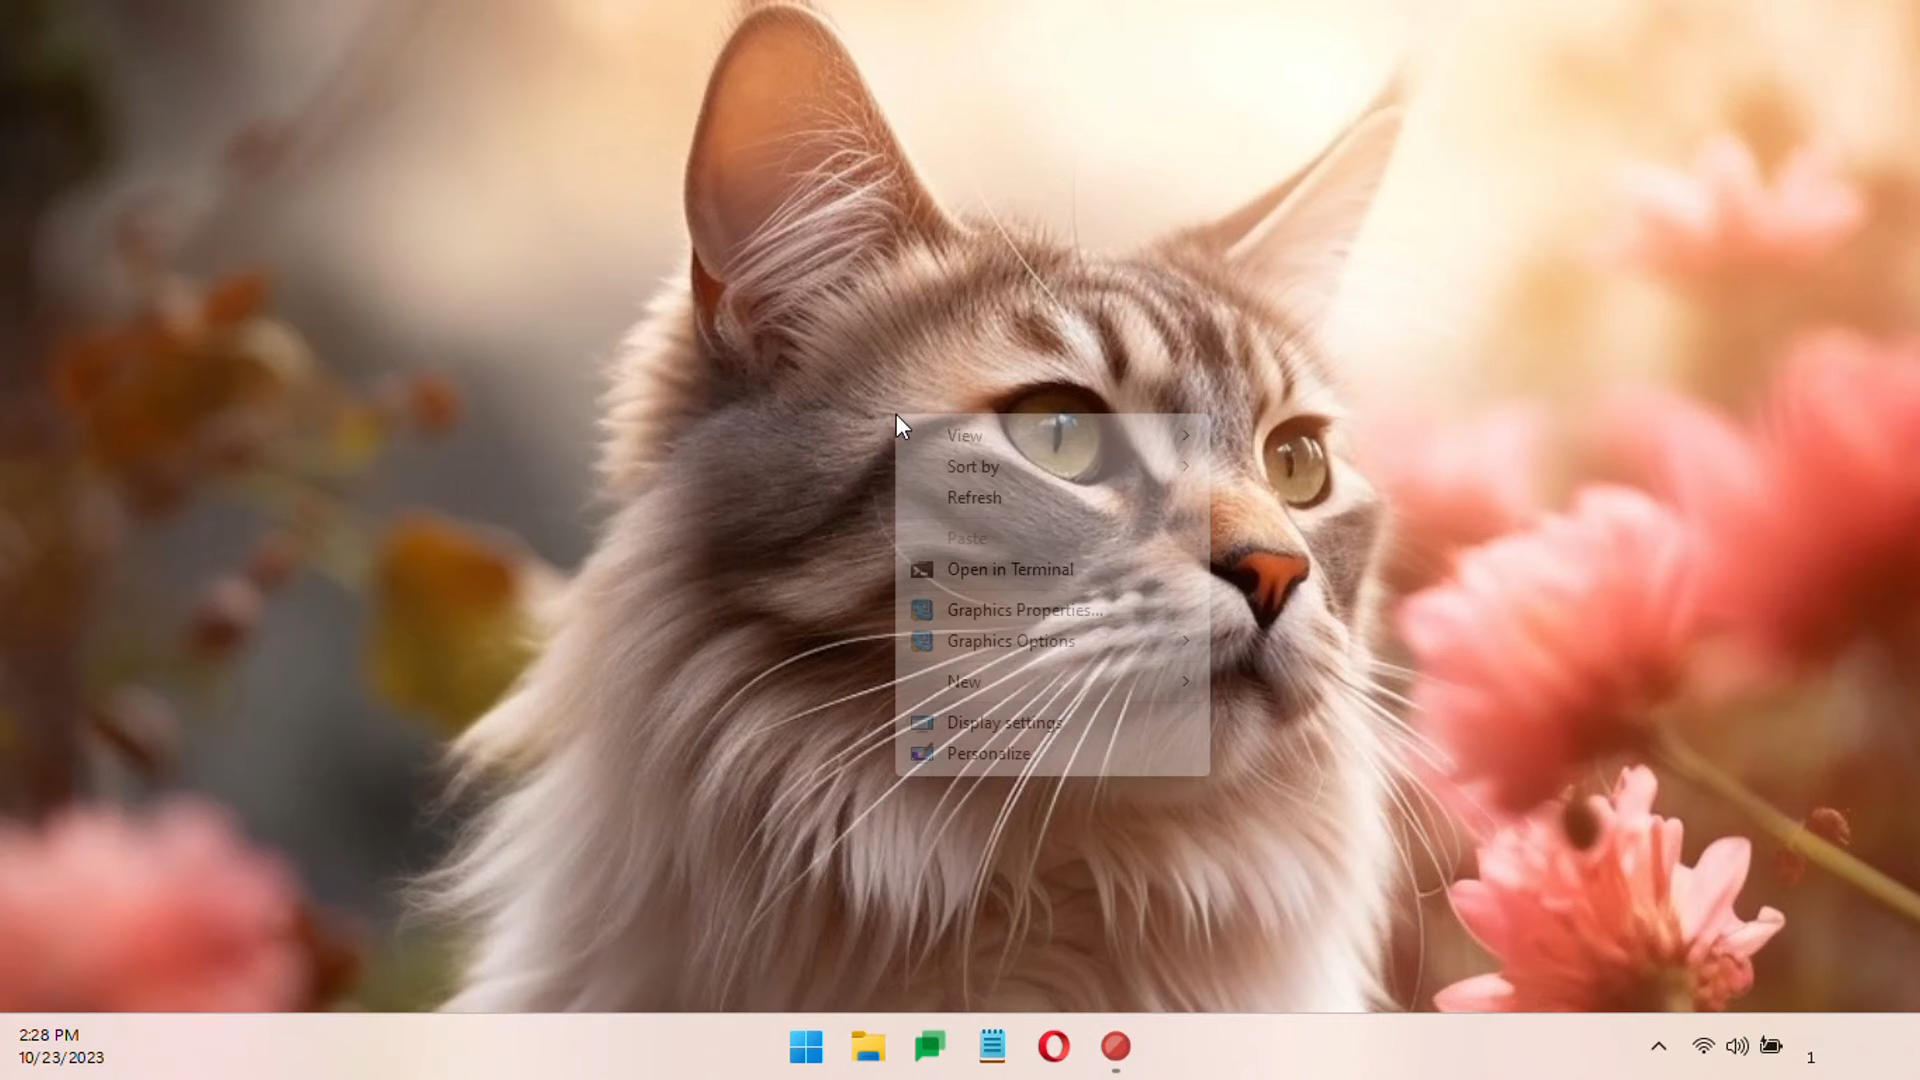 View
Sort by
Refresh
Paste
Open in Terminal
Graphics Properties...
Graphics Options
New
Display settings
Personalize
2:28 PM
10/23/2023
1